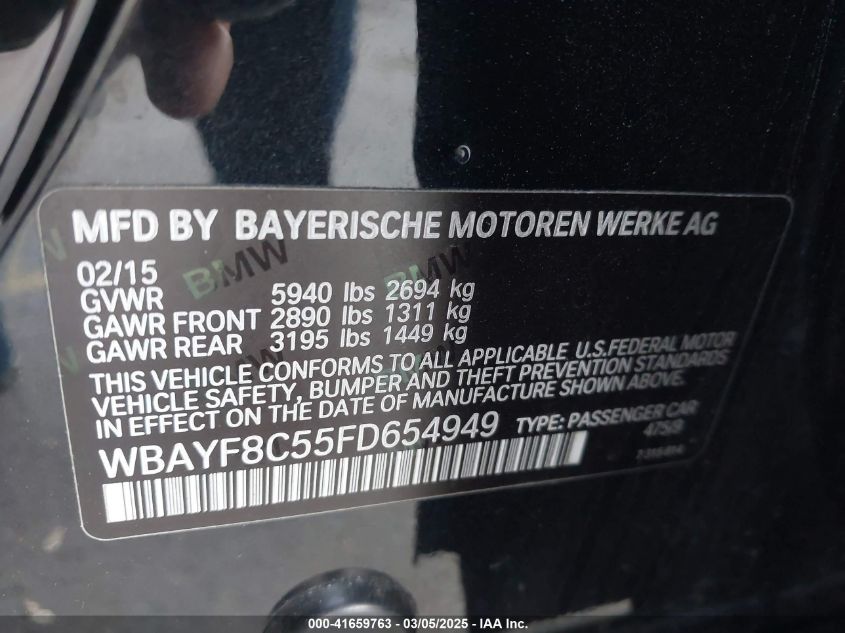 MFD BY BAYERISCHE MOTOREN WERKE AG
02/15
GVWR 5940 lbs 2694 kg
GAWR FRONT 2890 lbs 1311 kg
GAWR REAR 3195 lbs 1449 kg
THIS VEHICLE CONFORMS TO ALL APPLICABLE U.S.FEDERAL MOTOR
VEHICLE SAFETY, BUMPER AND THEFT PREVENTION STANDARDS
IN EFFECT ON THE DATE OF MANUFACTURE SHOWN ABOVE.
WBAYF8C55FD654949 TYPE: PASSENGER CAR
BMW
000-41659763 - 03/05/2025 - IAA Inc.